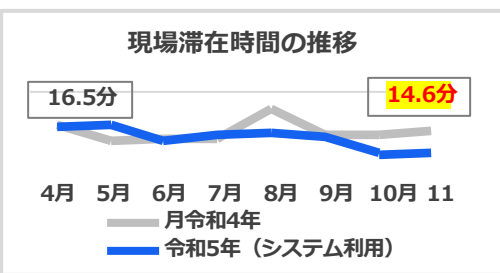 現場滞在時間の推移
16.5分
14.6分
4月 5月 6月 7月 8月 9月 10月 11
月令和4年
令和5年（システム利用）